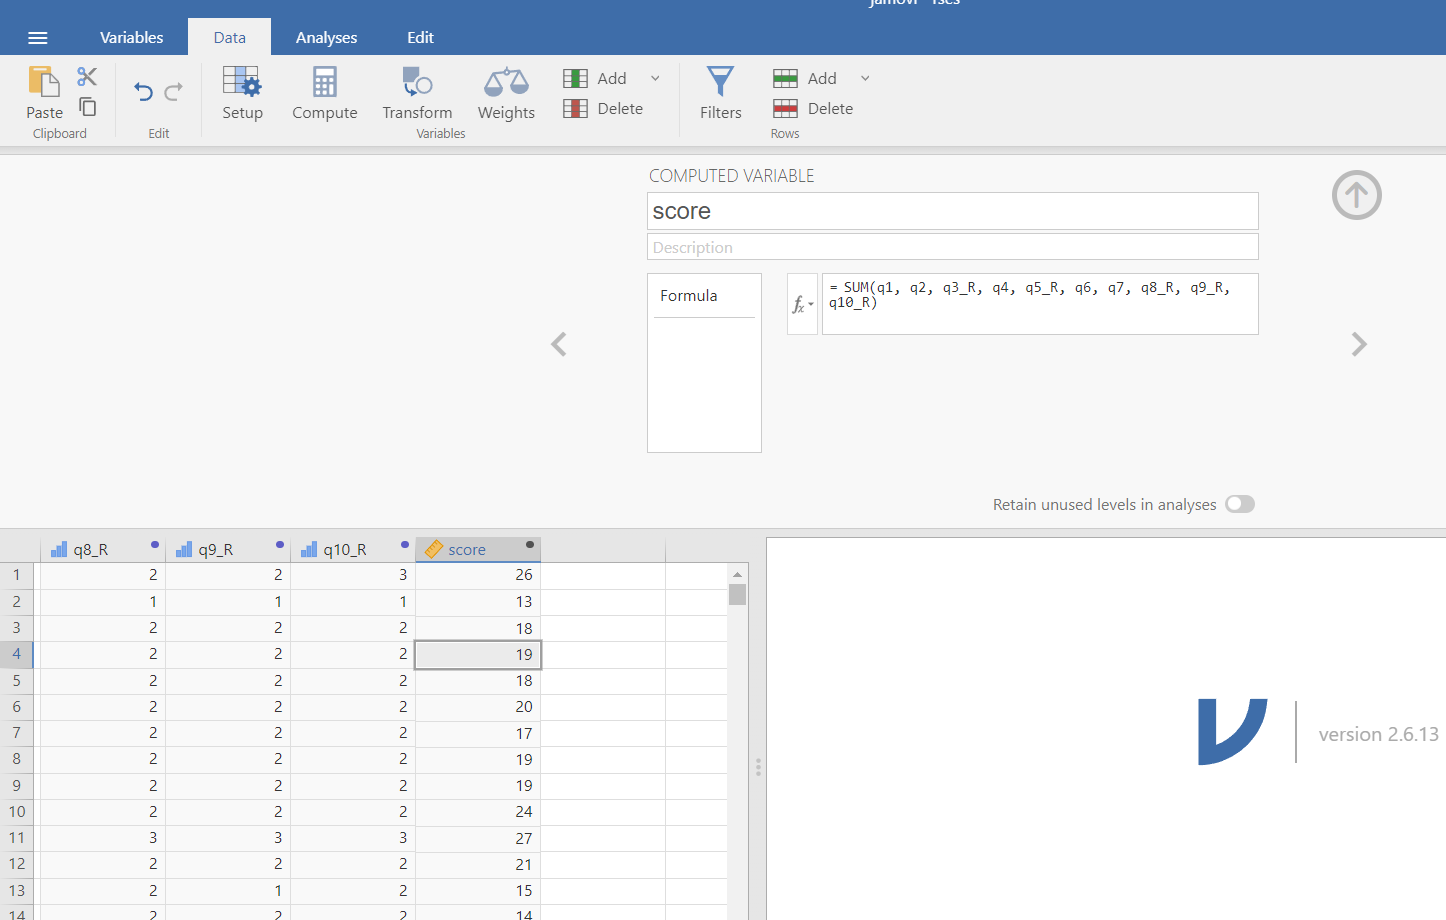 jamovi - rses
Variables Data Analyses Edit
Paste
Clipboard
Edit
Setup Compute Transform Weights
Add
Delete
Variables
Filters
Add
Delete
Rows
COMPUTED VARIABLE
score
Description
Formula
fx
= SUM(q1, q2, q3_R, q4, q5_R, q6, q7, q8_R, q9_R,
q10_R)
Retain unused levels in analyses
q8_R q9_R q10_R score
1 2 2 3 26
2 1 1 1 13
3 2 2 2 18
4 2 2 2 19
5 2 2 2 18
6 2 2 2 20
7 2 2 2 17
8 2 2 2 19
9 2 2 2 19
10 2 2 2 24
11 3 3 3 27
12 2 2 2 21
13 2 1 2 15
14 2 2 2 14
version 2.6.13